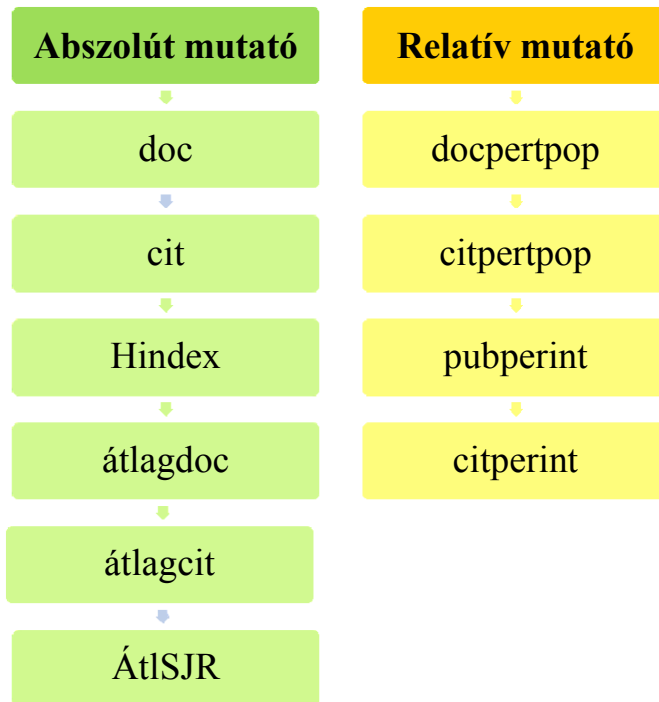 Abszolút mutató
doc
cit
Hindex
átlagdoc
átlagcit
ÁtlSJR
Relatív mutató
docpertpop
citpertpop
pubperint
citperint